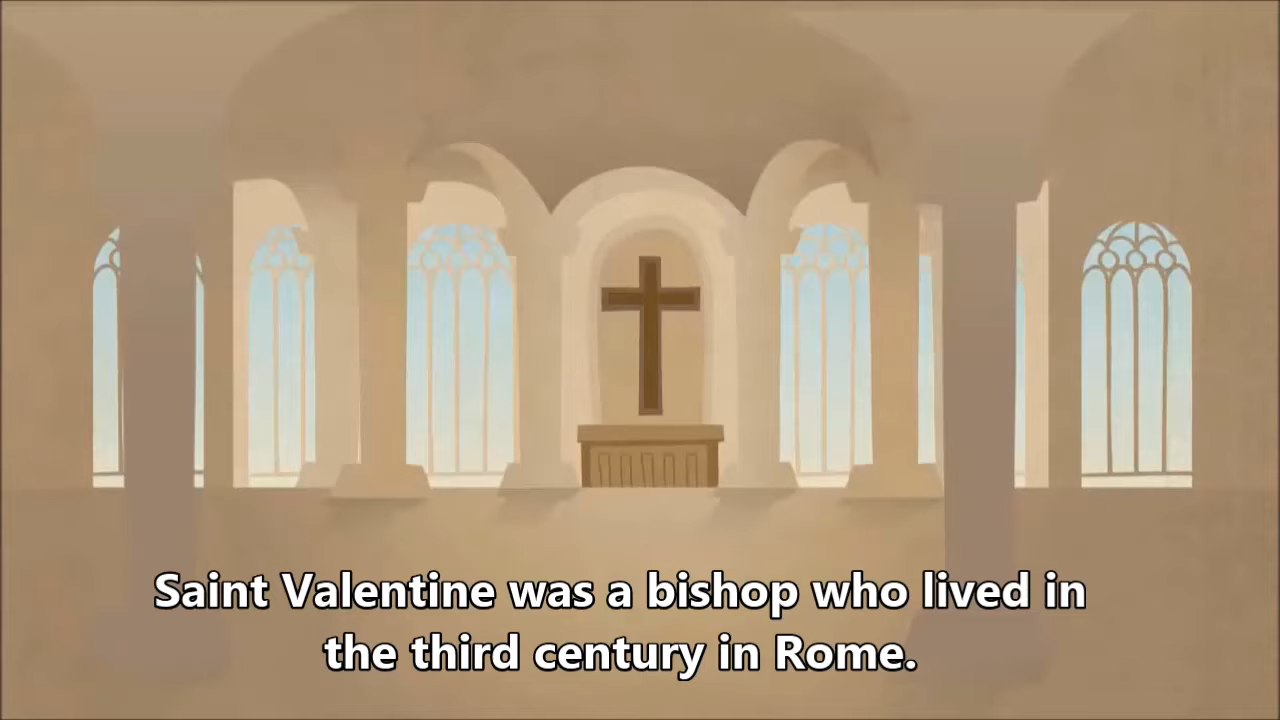 Saint Valentine was a bishop who lived in
the third century in Rome.